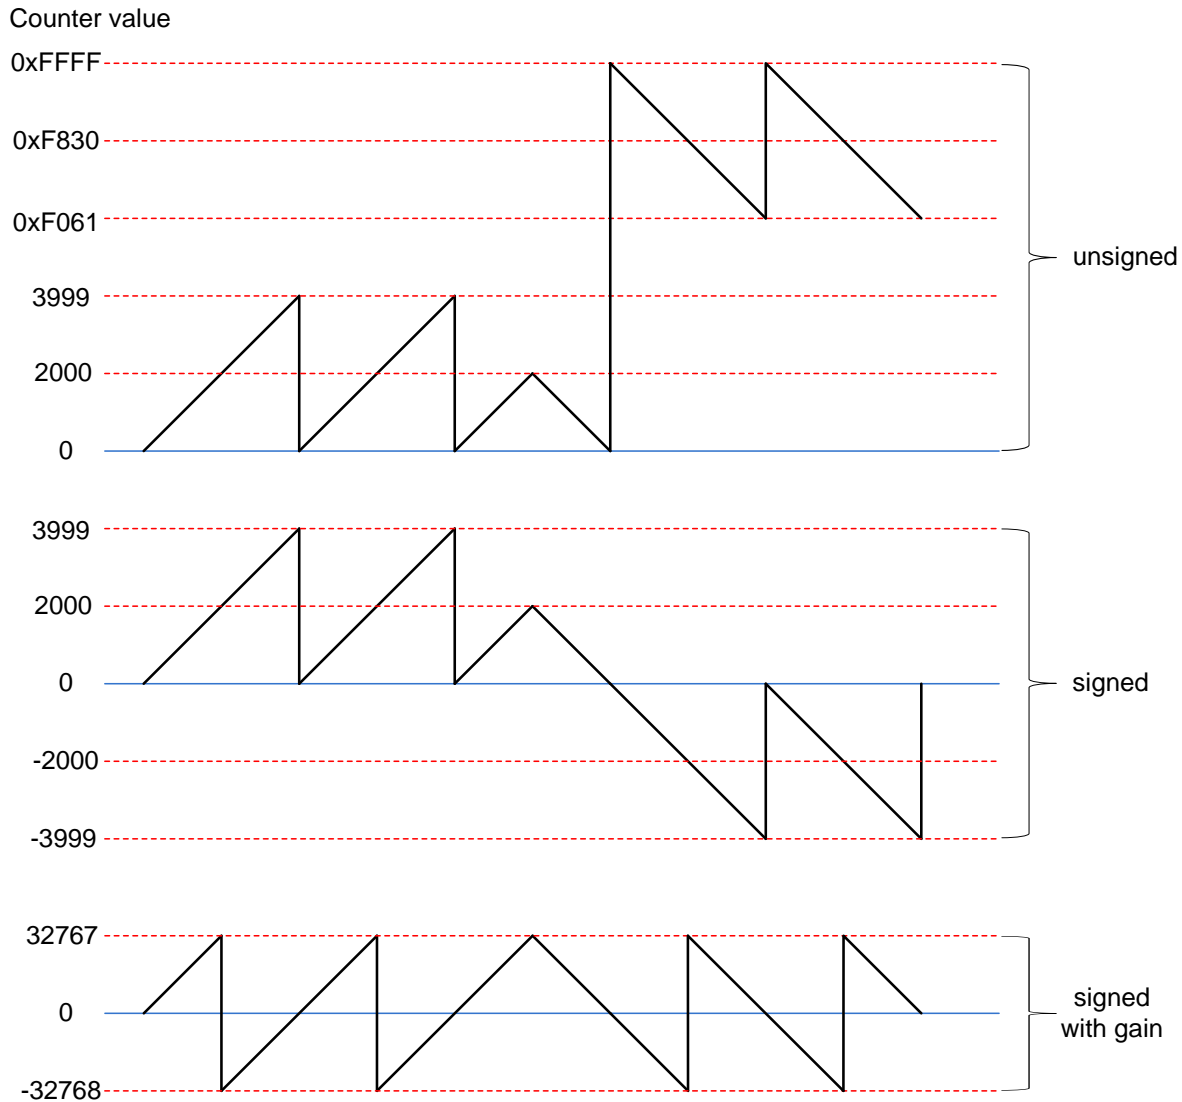 Counter value
0xFFFF
0xF830
0xF061
unsigned
3999
2000
0
3999
2000
0
signed
-2000
-3999
32767
0
signed
with gain
-32768